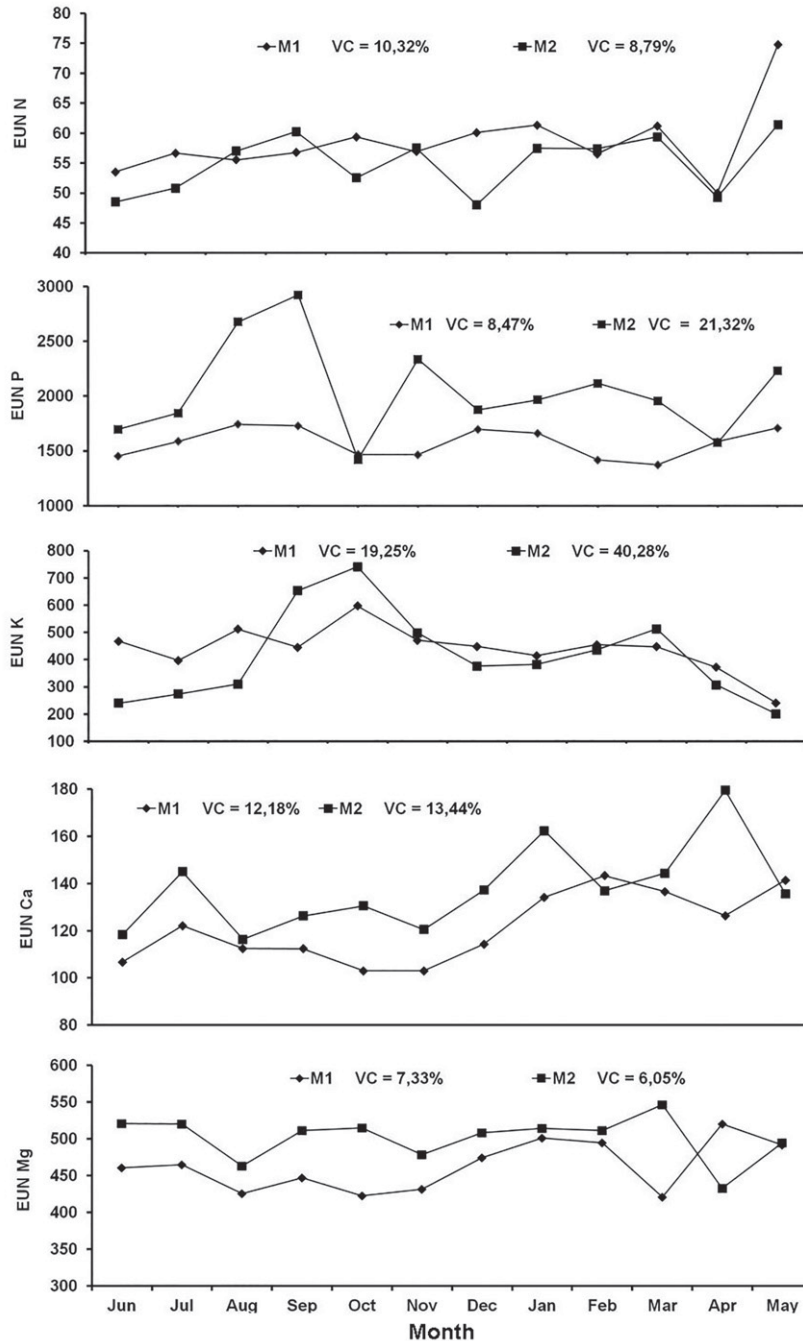 80
75
70
65
60
55
50
45
40
EUN N
M1 VC = 10,32% M2 VC = 8,79%
3000
2500
2000
1500
1000
EUN P
M1 VC = 8,47% M2 VC = 21,32%
800
700
600
500
400
300
200
100
EUN K
M1 VC = 19,25% M2 VC = 40,28%
180
160
140
120
100
80
EUN Ca
M1 VC = 12,18% M2 VC = 13,44%
600
550
500
450
400
350
300
EUN Mg
M1 VC = 7,33% M2 VC = 6,05%
Jun Jul Aug Sep Oct Nov Dec Jan Feb Mar Apr May
Month